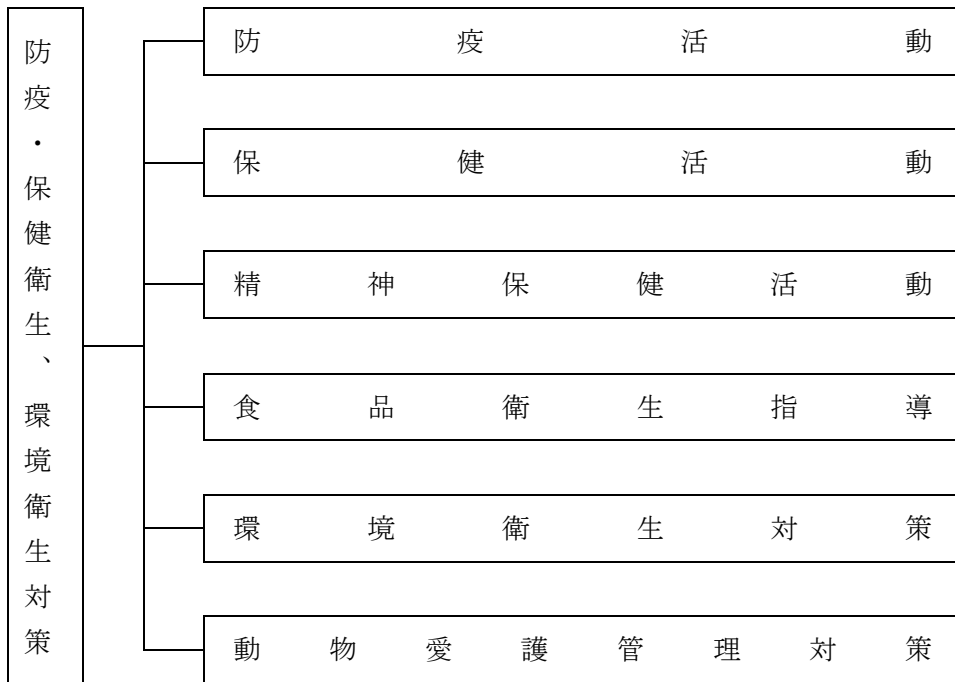 防疫・保健衛生、環境衛生対策
防疫活動
保健活動
精神保健活動
食品衛生指導
環境衛生対策
動物愛護管理対策